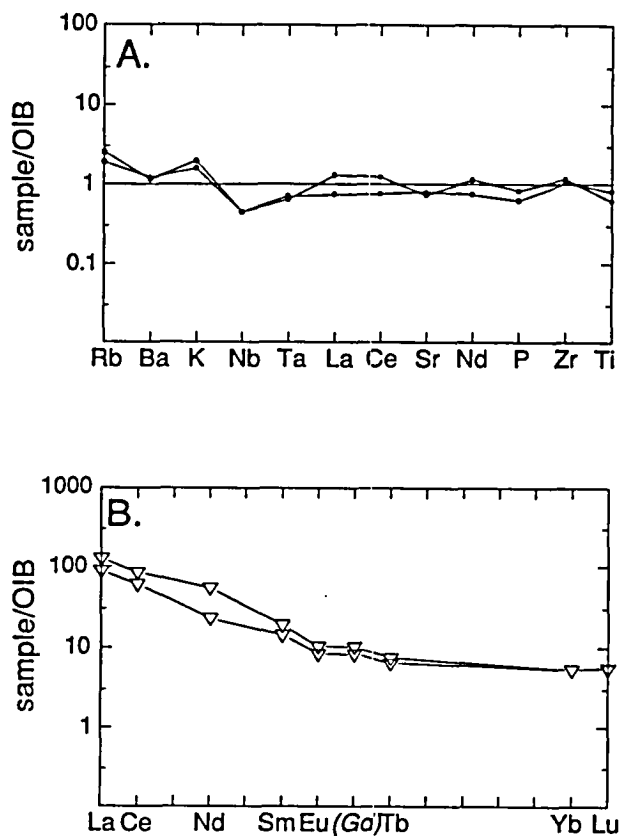 100
A.
10
sample/OIB
1
0.1
Rb Ba K Nb Ta La Ce Sr Nd P Zr Ti
1000
B.
100
sample/OIB
10
1
La Ce Nd Sm Eu (Gd) Tb Yb Lu